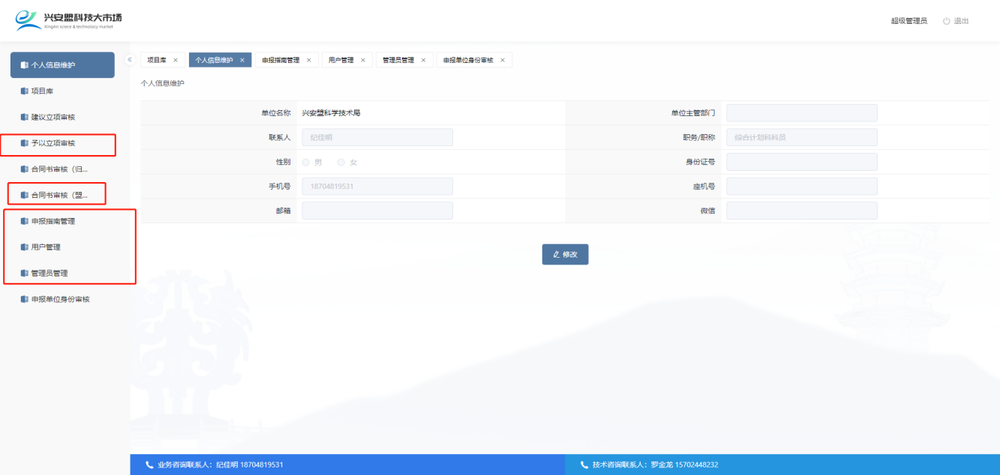 兴安盟科技大市场
XingAn sciece & technolacy market
超级管理员 退出
个人信息维护
项目库
建议立项审核
予以立项审核
合同书审核（归...
合同书审核（盟...
申报指南管理
用户管理
管理员管理
申报单位身份审核
项目库 × 个人信息维护 × 申报指南管理 × 用户管理 × 管理员管理 × 申报单位身份审核 ×
个人信息维护
单位名称 兴安盟科学技术局 单位主管部门
联系人 纪佳明 职务/职称 综合计划科科员
性别 男 女 身份证号
手机号 18704819531 座机号
邮箱 微信
修改
业务咨询联系人：纪佳明 18704819531 技术咨询联系人：罗金龙 15702448232